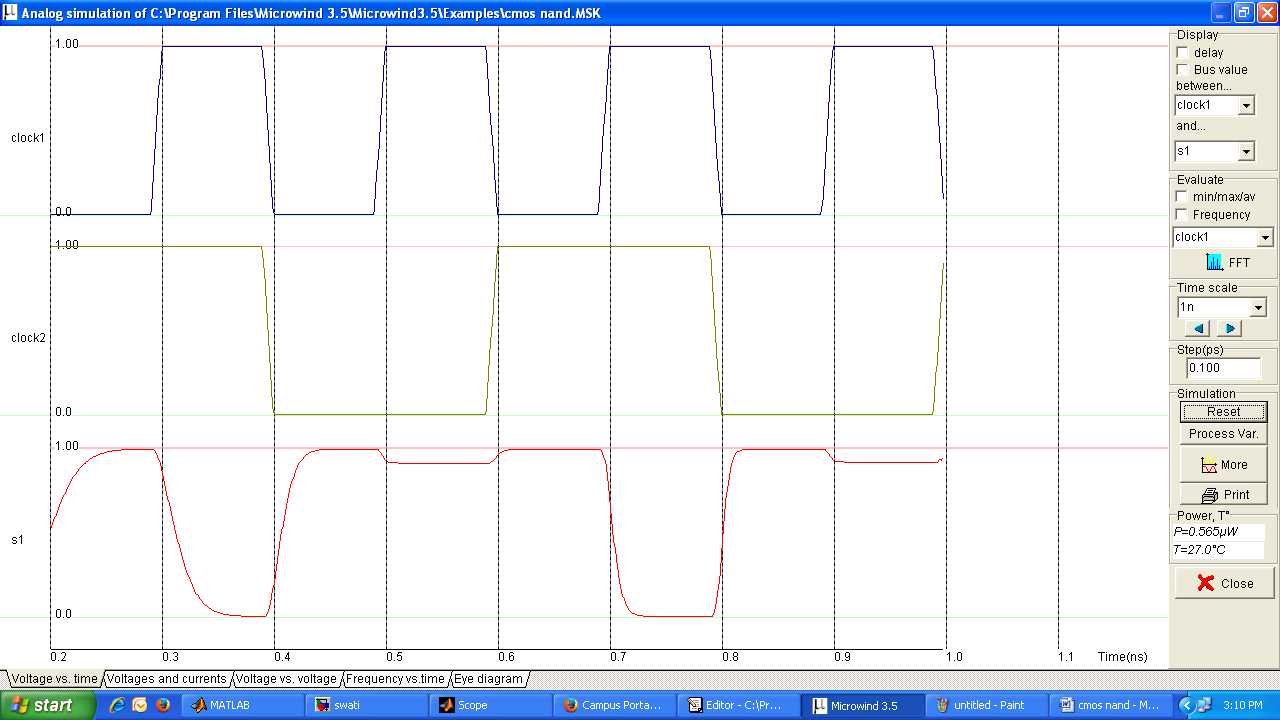 Analog simulation of C:\Program Files\Microwind 3.5\Microwind3.5\Examples\cmos nand.MSK
1.00
clock1
0.0
1.00
clock2
0.0
1.00
s1
0.0
0.2 0.3 0.4 0.5 0.6 0.7 0.8 0.9 1.0 1.1 Time(ns)
Display
delay
Bus value
between...
clock1
and...
s1
Evaluate
min/max/av
Frequency
clock1
FFT
Time scale
1n
Step(ps)
0.100
Simulation
Reset
Process Var.
More
Print
Power, T°
P=0.565µW
T=27.0°C
Close
Voltage vs. time Voltages and currents Voltage vs. voltage Frequency vs.time Eye diagram
start MATLAB swati Scope Campus Porta... Editor - C:\Pr... Microwind 3.5 untitled - Paint cmos nand - M... 3:10 PM